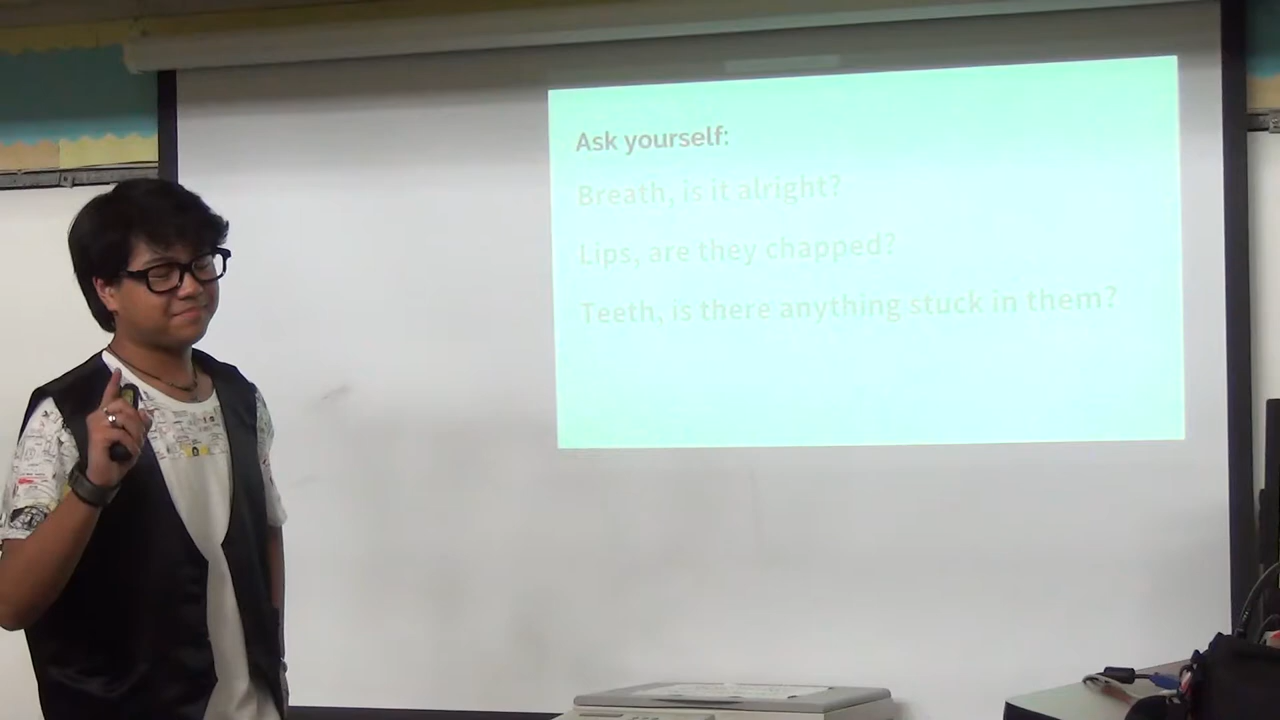 Ask yourself:
Breath, is it alright?
Lips, are they chapped?
Teeth, is there anything stuck in them?